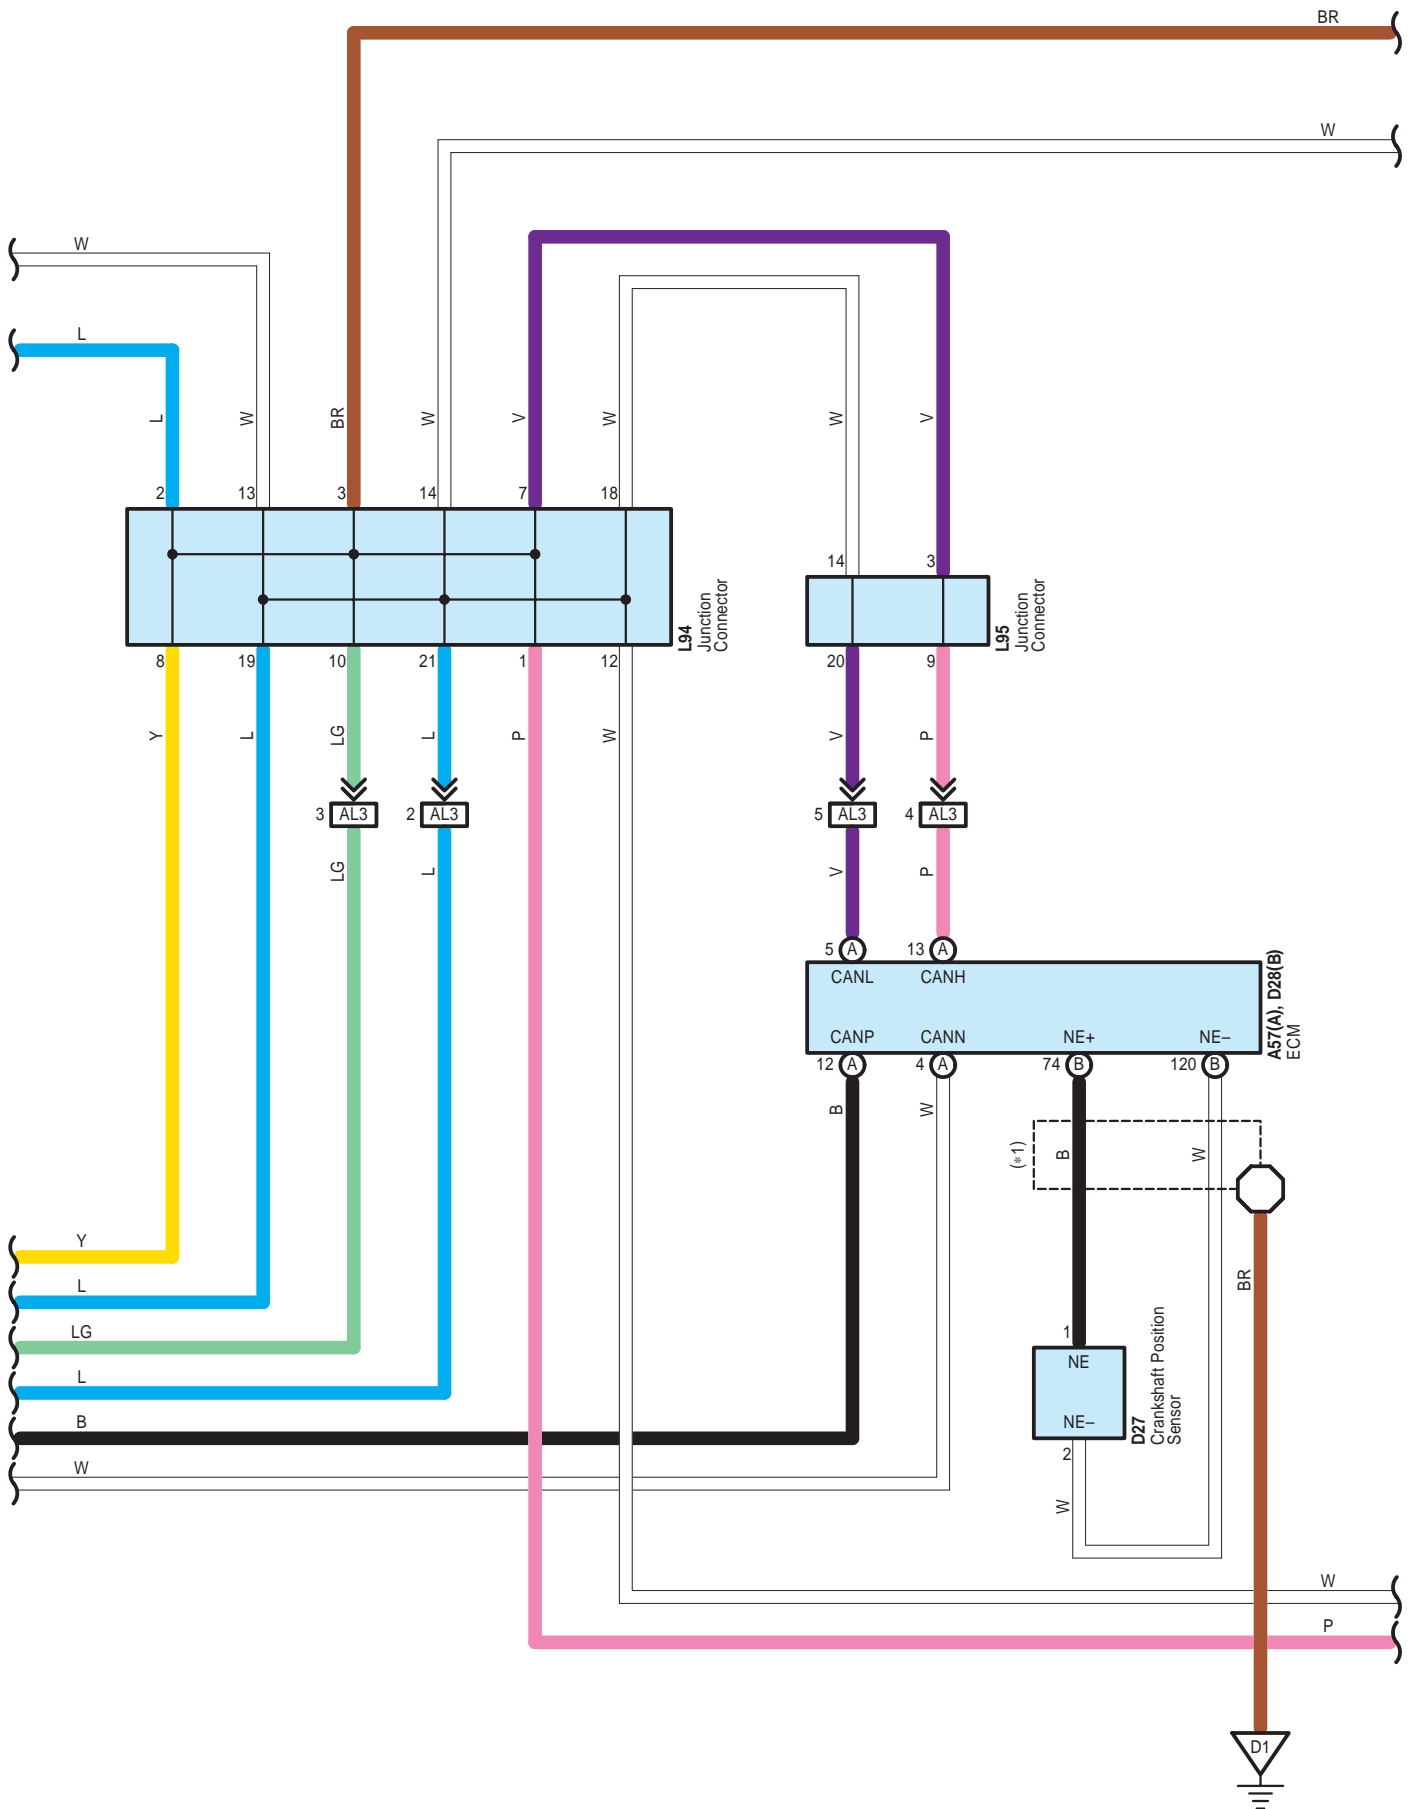 BR
W
W
L
L
W
BR
W
V
W
W
V
2
13
3
14
7
18
14
3
L94
Junction
Connector
L95
Junction
Connector
8
19
10
21
1
12
20
9
Y
L
LG
L
P
W
V
P
3 AL3
2 AL3
5 AL3
4 AL3
LG
L
V
P
5 A
13 A
CANL
CANH
A57(A), D28(B)
ECM
CANP
CANN
NE+
NE–
12 A
4 A
74 B
120 B
B
W
(*1)
B
W
Y
L
LG
L
B
W
BR
1
NE
NE–
2
D27
Crankshaft Position
Sensor
W
W
P
D1